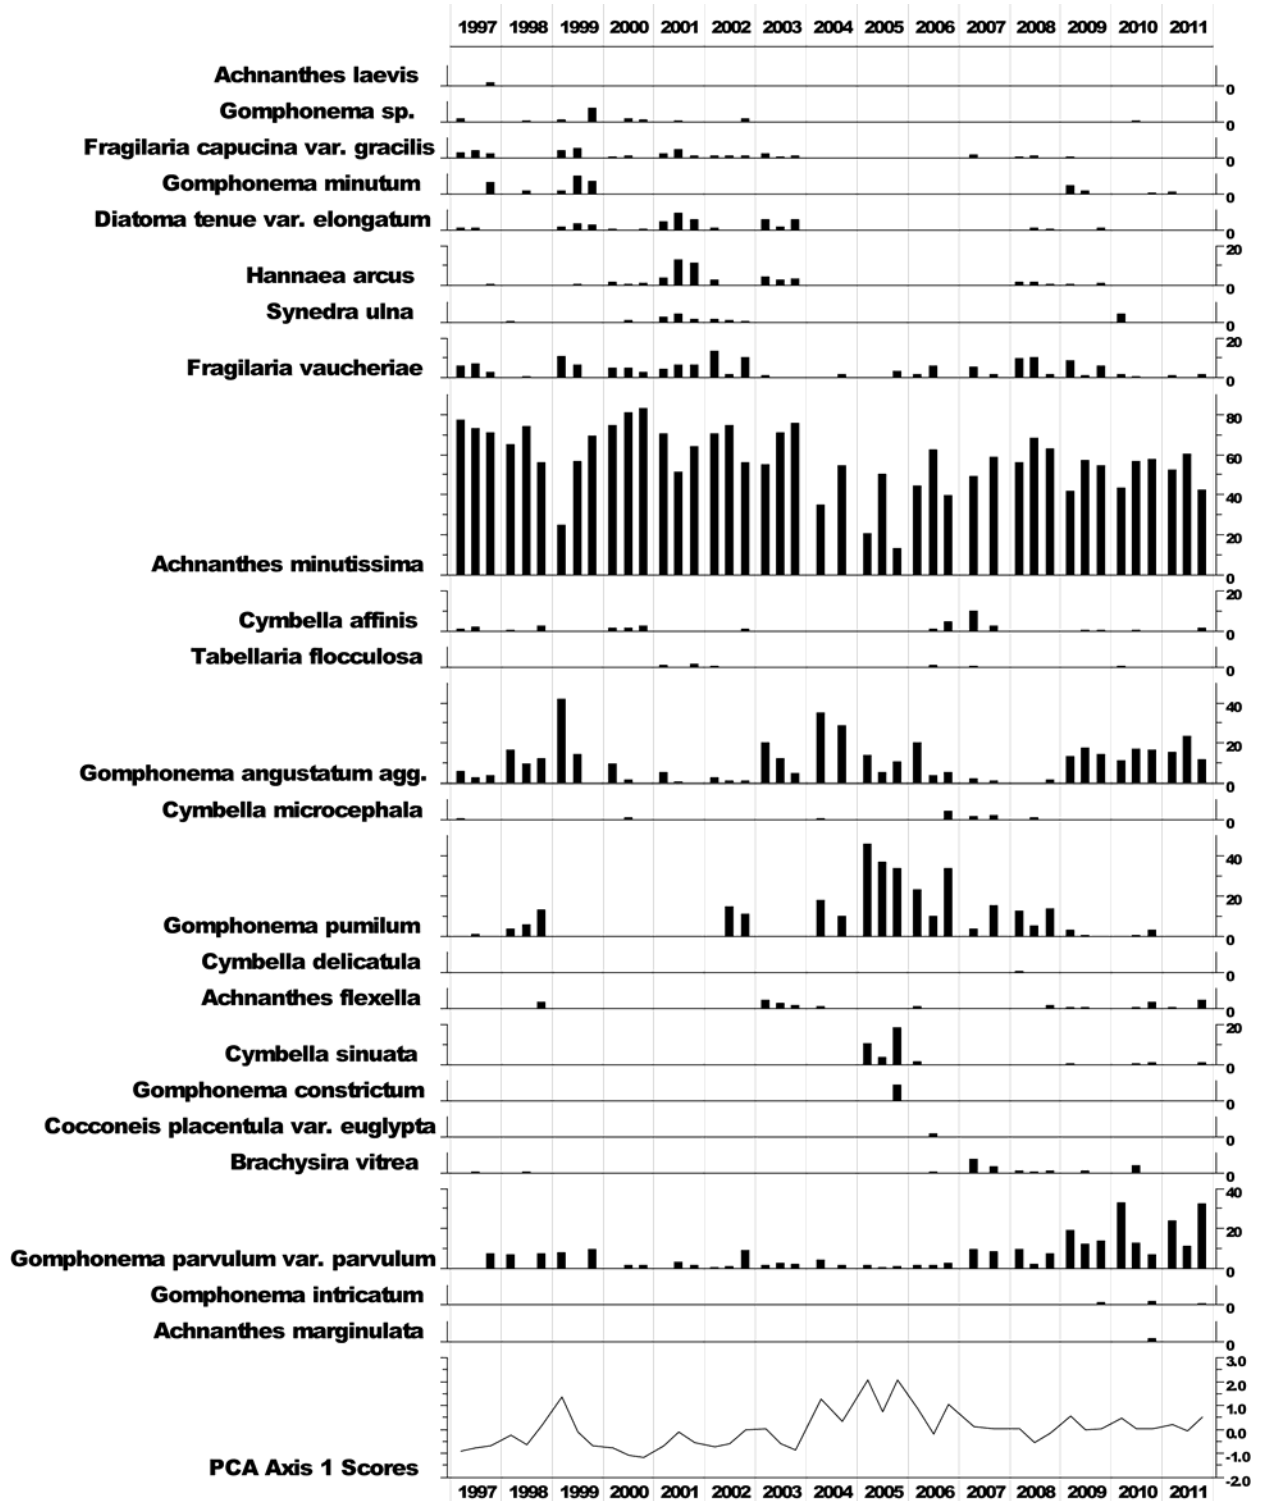 1997 1998 1999 2000 2001 2002 2003 2004 2005 2006 2007 2008 2009 2010 2011
Achnanthes laevis 0
Gomphonema sp. 0
Fragilaria capucina var. gracilis 0
Gomphonema minutum 0
Diatoma tenue var. elongatum 0
20
Hannaea arcus 0
Synedra ulna 0
20
Fragilaria vaucheriae 0
80
60
40
20
Achnanthes minutissima 0
20
Cymbella affinis 0
Tabellaria flocculosa 0
40
20
Gomphonema angustatum agg. 0
Cymbella microcephala 0
40
20
Gomphonema pumilum 0
Cymbella delicatula 0
Achnanthes flexella 0
20
Cymbella sinuata 0
Gomphonema constrictum 0
Cocconeis placentula var. euglypta 0
Brachysira vitrea 0
40
20
Gomphonema parvulum var. parvulum 0
Gomphonema intricatum 0
Achnanthes marginulata 0
3.0
2.0
1.0
0.0
-1.0
PCA Axis 1 Scores -2.0
1997 1998 1999 2000 2001 2002 2003 2004 2005 2006 2007 2008 2009 2010 2011